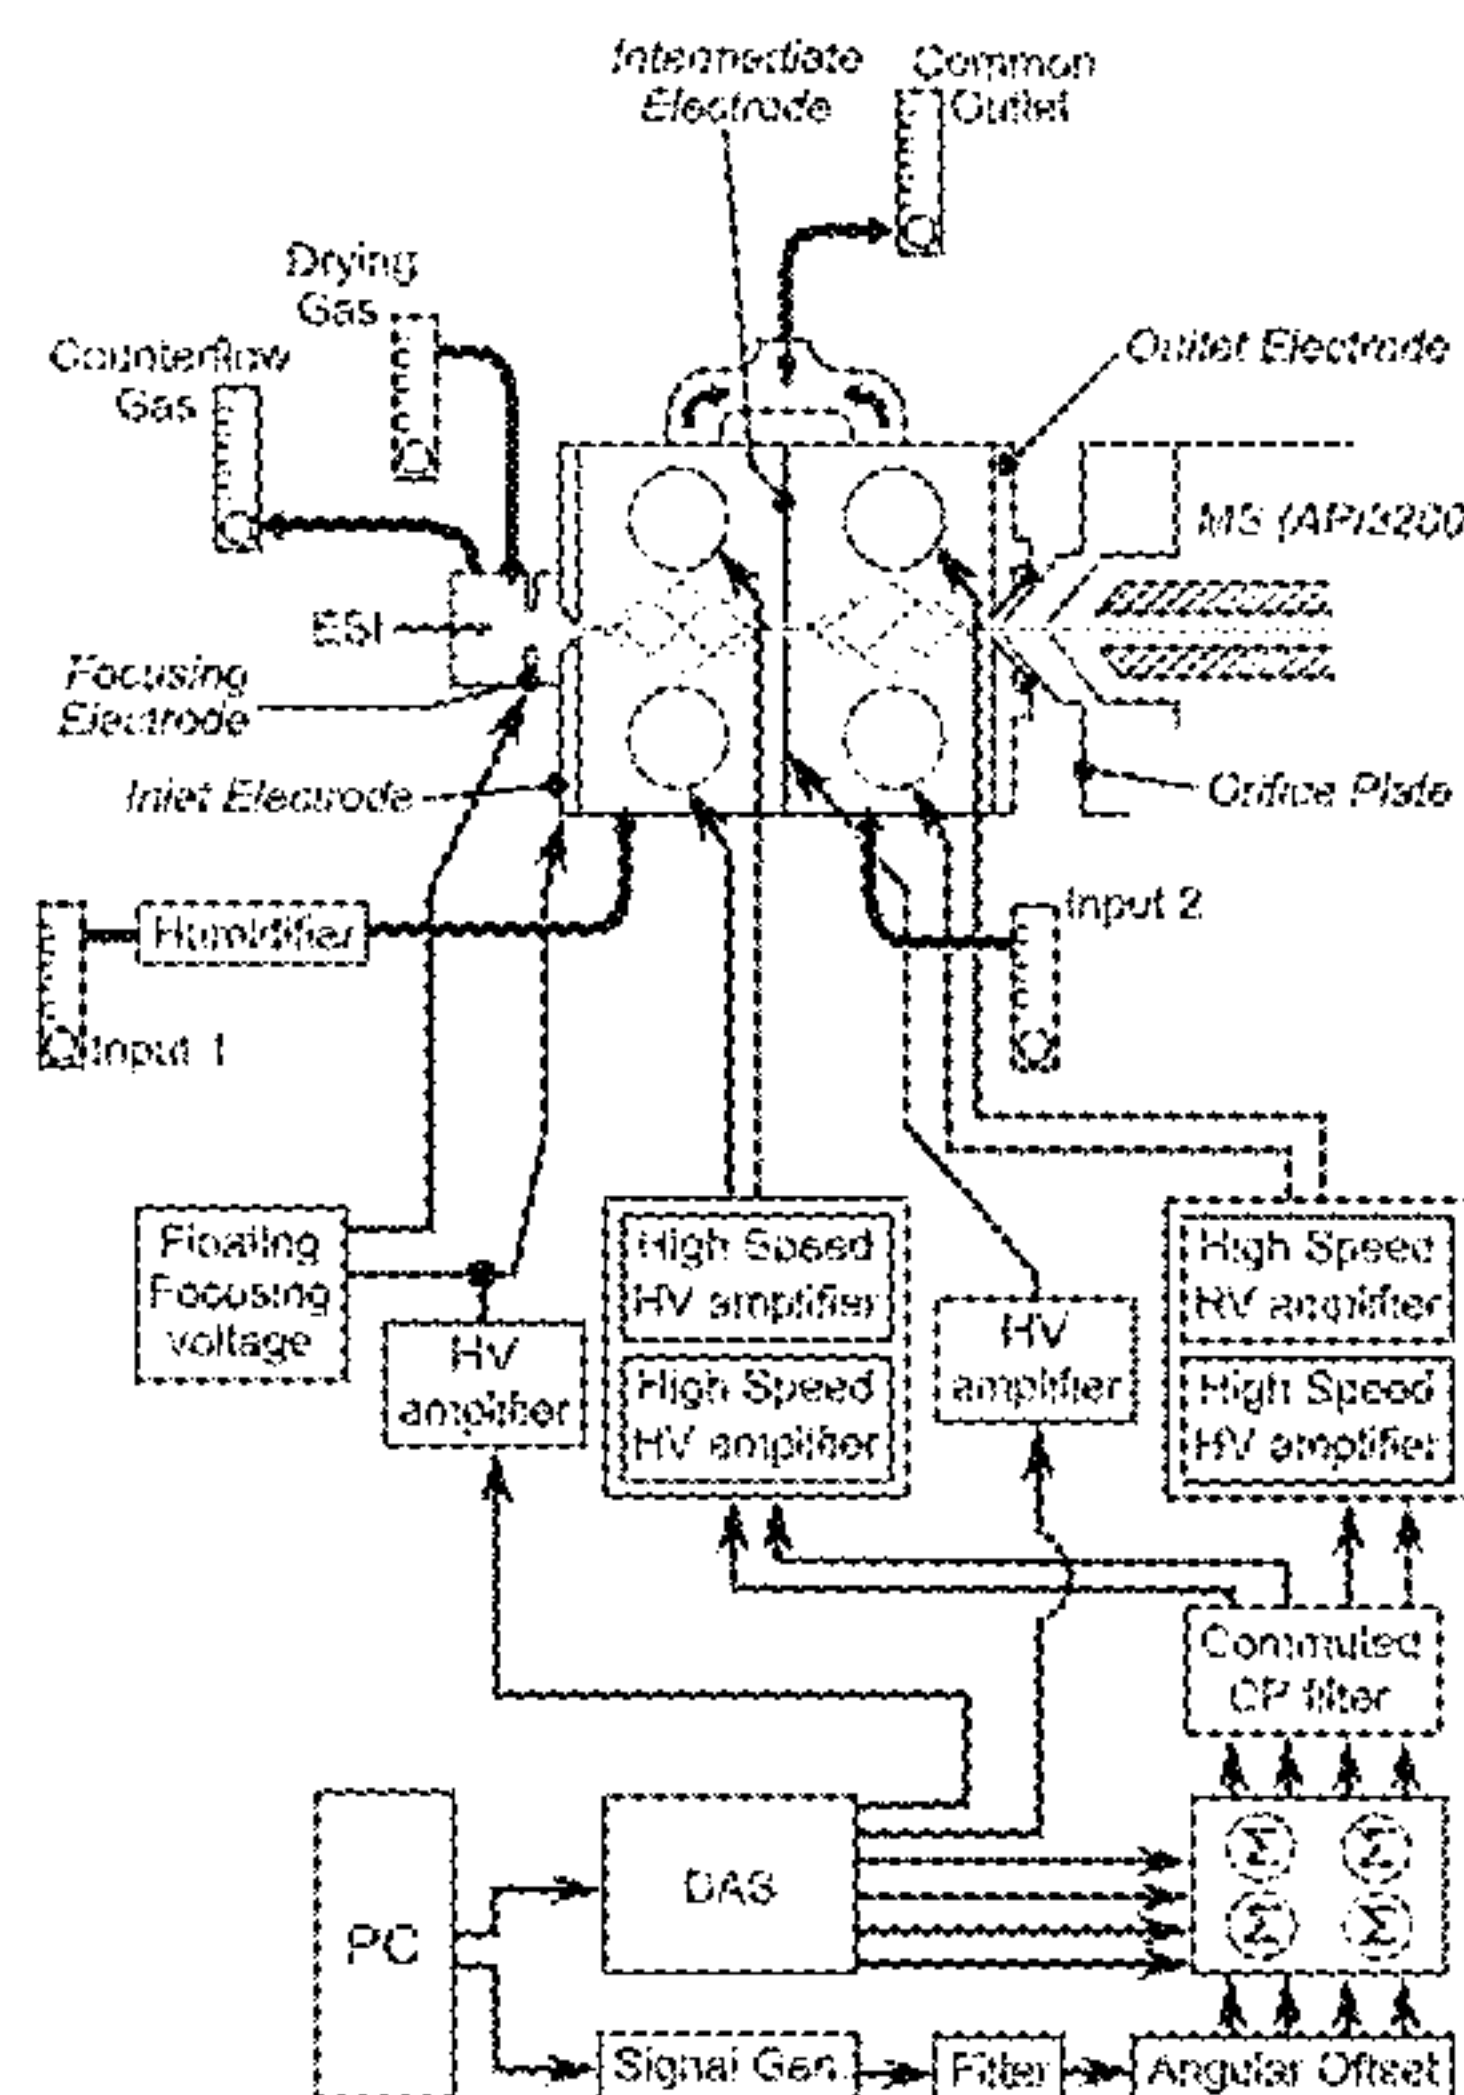 Intermediate
Electrode
Common
Outlet
Drying
Gas
Counterflow
Gas
Outlet Electrode
MS (API3200
ESI
Focusing
Electrode
Inlet Electrode
Orifice Plate
Humidifier
Input 1
Input 2
Floating
Focusing
voltage
HV
amplifier
High Speed
HV amplifier
High Speed
HV amplifier
HV
amplifier
High Speed
HV amplifier
High Speed
HV amplifier
Commuted
CP filter
PC
DAS
Σ Σ
Σ Σ
Signal Gen.
Filter
Angular Offset